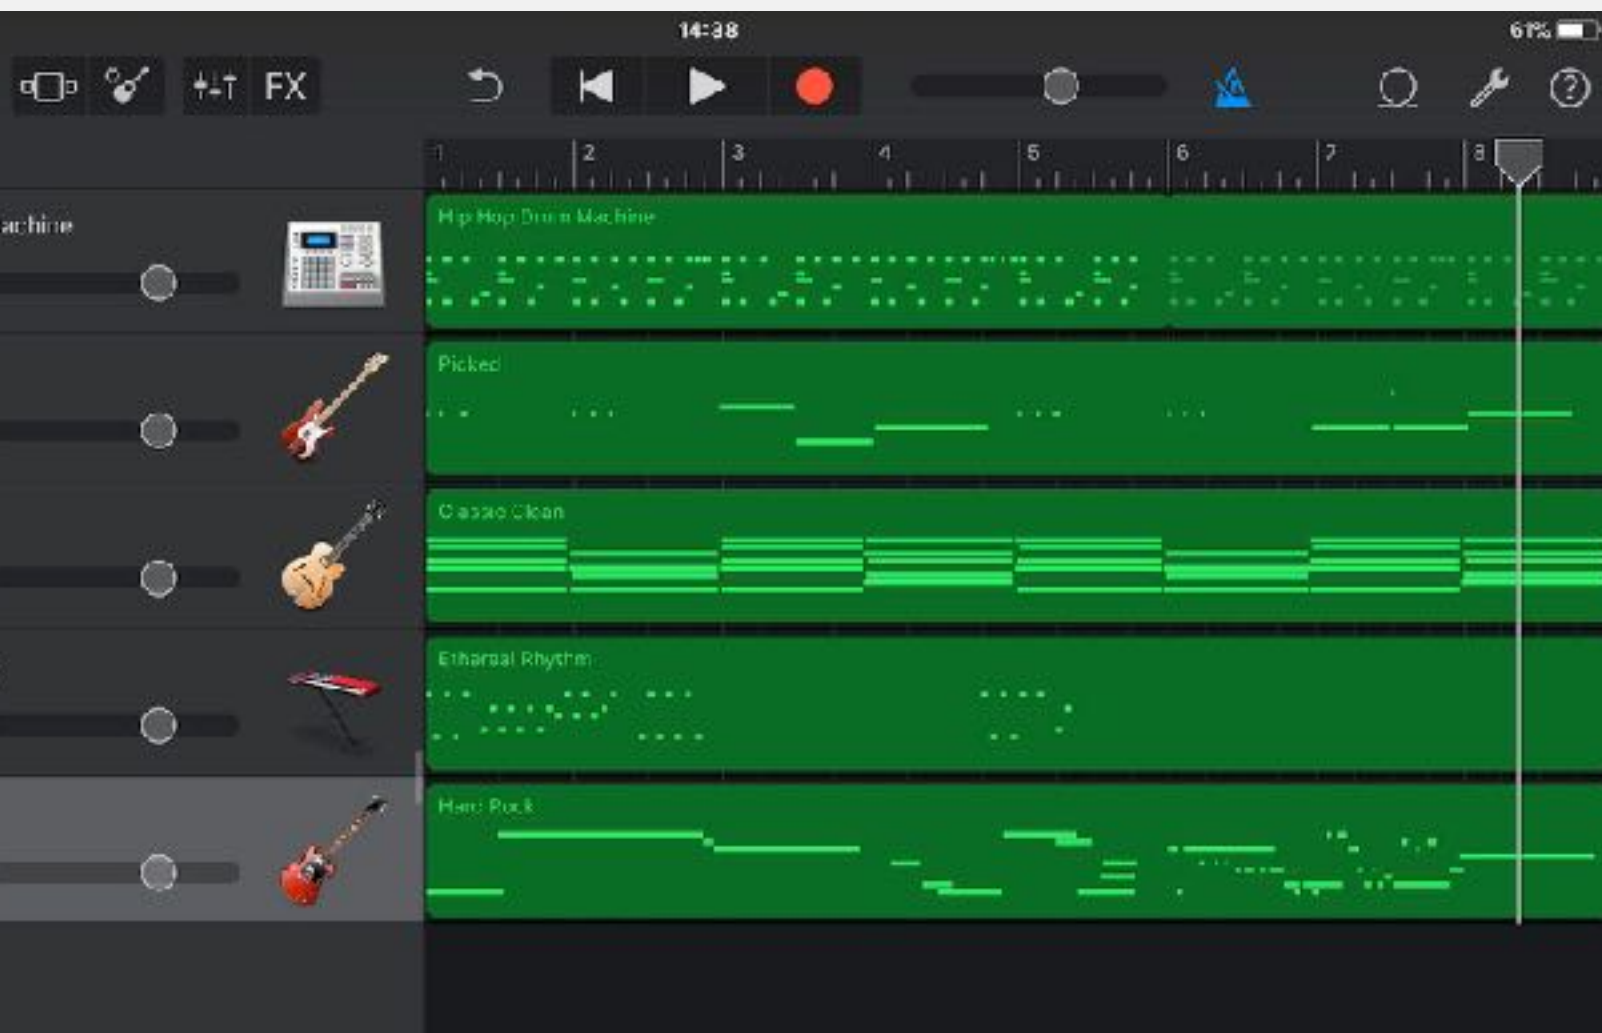 14:38
61%
FX
1 2 3 4 5 6 7 8
achine
Hip Hop Drum Machine
Picked
Classic Clean
Ethereal Rhythm
Hard Rock